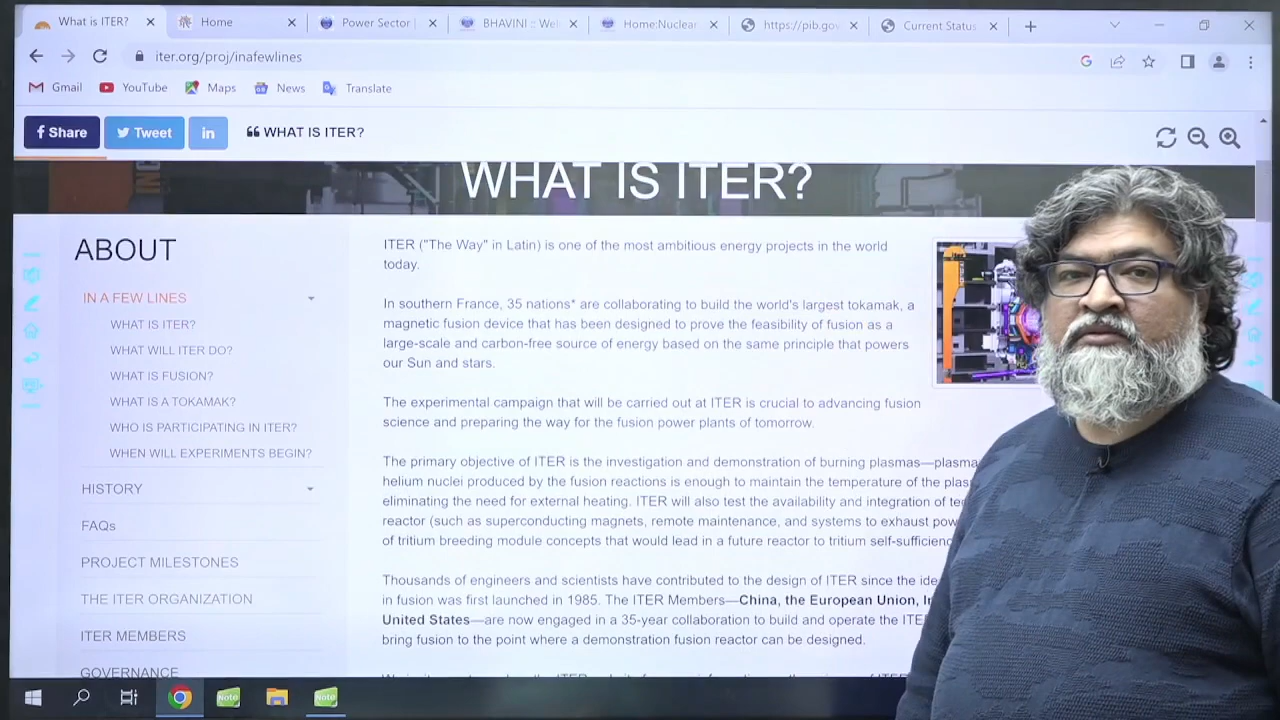 What is ITER?
Home
Power Sector |
BHAVINI :: Wel
Home:Nuclear
https://pib.gov
Current Status
iter.org/proj/inafewlines
Gmail
YouTube
Maps
News
Translate
Share
Tweet
in
WHAT IS ITER?
WHAT IS ITER?
ABOUT
IN A FEW LINES
WHAT IS ITER?
WHAT WILL ITER DO?
WHAT IS FUSION?
WHAT IS A TOKAMAK?
WHO IS PARTICIPATING IN ITER?
WHEN WILL EXPERIMENTS BEGIN?
HISTORY
FAQs
PROJECT MILESTONES
THE ITER ORGANIZATION
ITER MEMBERS
GOVERNANCE
ITER ("The Way" in Latin) is one of the most ambitious energy projects in the world
today.
In southern France, 35 nations* are collaborating to build the world's largest tokamak, a
magnetic fusion device that has been designed to prove the feasibility of fusion as a
large-scale and carbon-free source of energy based on the same principle that powers
our Sun and stars.
The experimental campaign that will be carried out at ITER is crucial to advancing fusion
science and preparing the way for the fusion power plants of tomorrow.
The primary objective of ITER is the investigation and demonstration of burning plasmas—plasma
helium nuclei produced by the fusion reactions is enough to maintain the temperature of the plas
eliminating the need for external heating. ITER will also test the availability and integration of tec
reactor (such as superconducting magnets, remote maintenance, and systems to exhaust pow
of tritium breeding module concepts that would lead in a future reactor to tritium self-sufficienc
Thousands of engineers and scientists have contributed to the design of ITER since the ide
in fusion was first launched in 1985. The ITER Members—China, the European Union, In
United States—are now engaged in a 35-year collaboration to build and operate the ITE
bring fusion to the point where a demonstration fusion reactor can be designed.
Note
Note